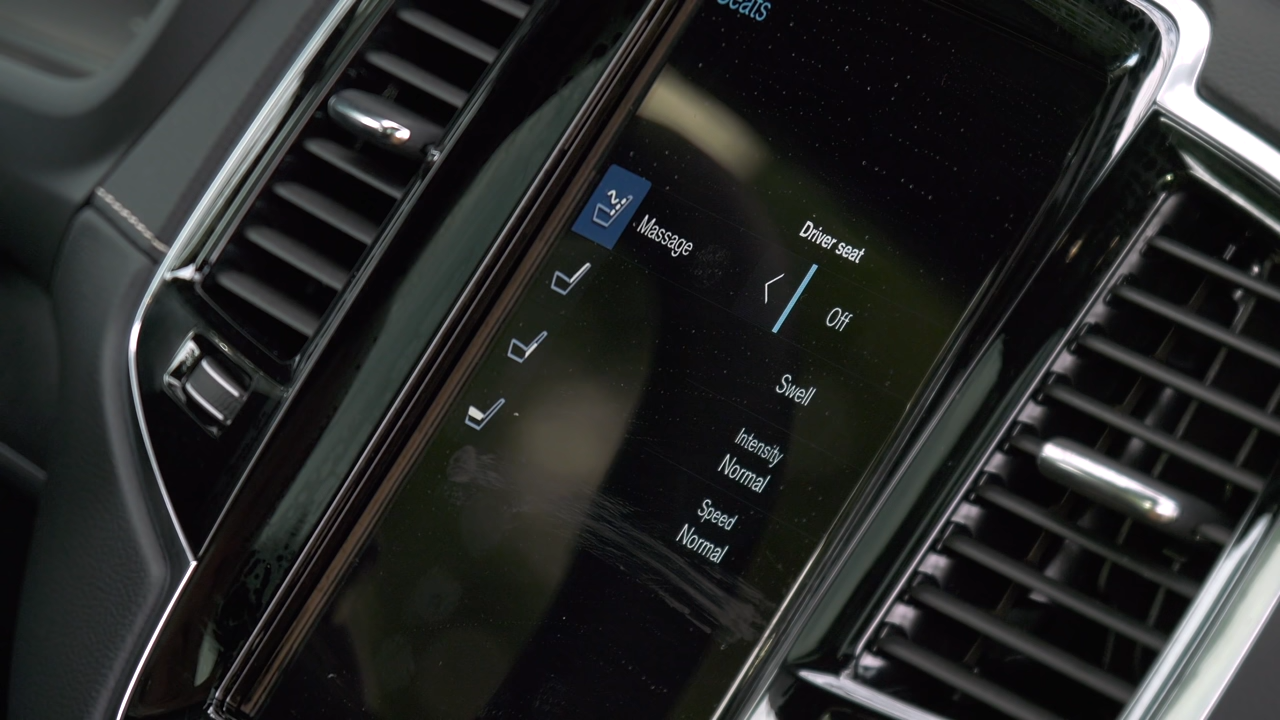 Seats
Massage
Driver seat
Off
Swell
Intensity
Normal
Speed
Normal